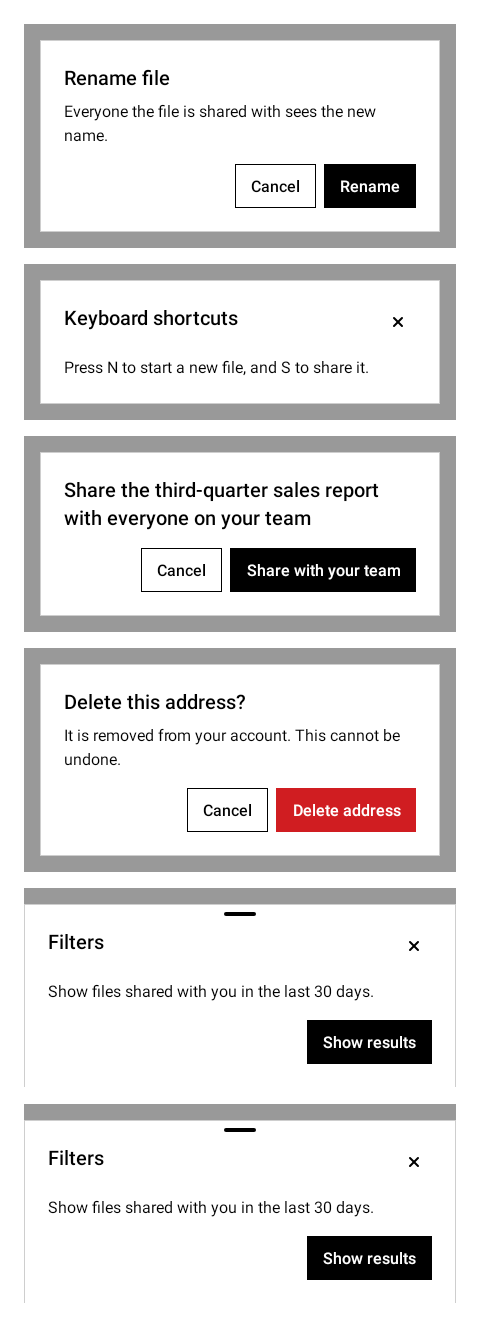 Rename file
Everyone the file is shared with sees the new
name.
Cancel
Rename
Keyboard shortcuts
Press N to start a new file, and S to share it.
Share the third-quarter sales report
with everyone on your team
Cancel
Share with your team
Delete this address?
It is removed from your account. This cannot be
undone.
Cancel
Delete address
Filters
Show files shared with you in the last 30 days.
Show results
Filters
Show files shared with you in the last 30 days.
Show results